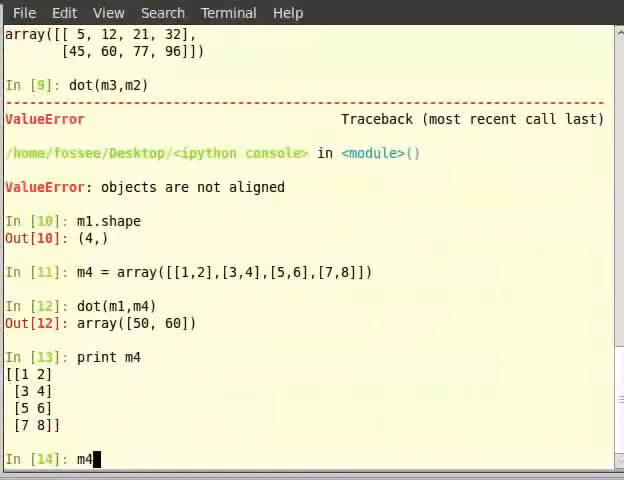 File Edit View Search Terminal Help
array([[ 5, 12, 21, 32],
[45, 60, 77, 96]])
In [9]: dot(m3,m2)
---------------------------------------------------------------------------
ValueError Traceback (most recent call last)
/home/fossee/Desktop/<ipython console> in <module>()
ValueError: objects are not aligned
In [10]: m1.shape
Out[10]: (4,)
In [11]: m4 = array([[1,2],[3,4],[5,6],[7,8]])
In [12]: dot(m1,m4)
Out[12]: array([50, 60])
In [13]: print m4
[[1 2]
[3 4]
[5 6]
[7 8]]
In [14]: m4